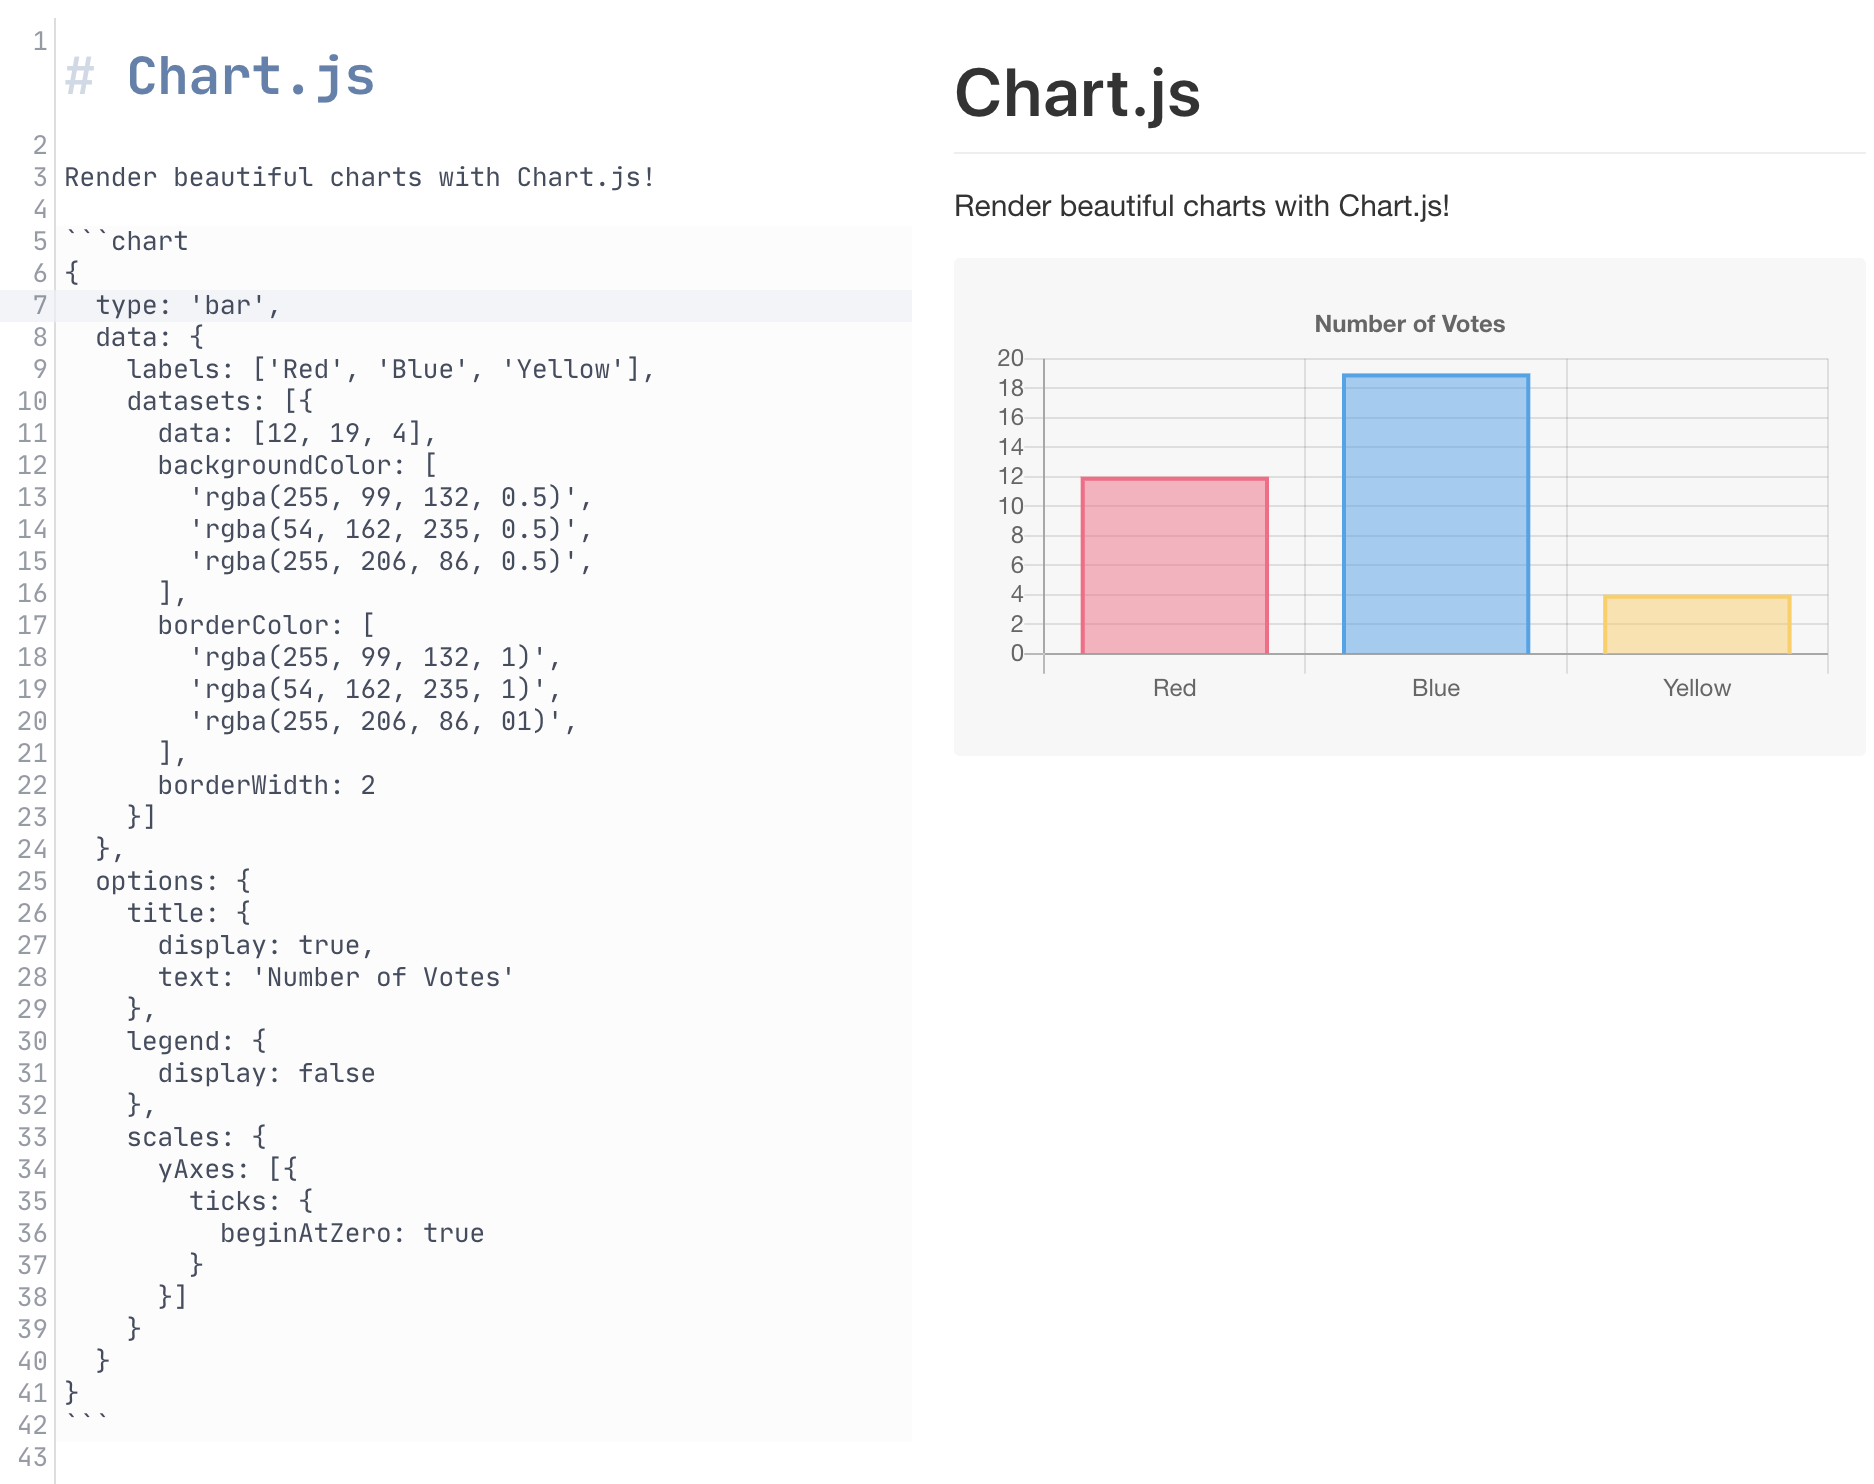 1 # Chart.js
2
3 Render beautiful charts with Chart.js!
4
5 ```chart
6 {
7   type: 'bar',
8   data: {
9     labels: ['Red', 'Blue', 'Yellow'],
10     datasets: [{
11       data: [12, 19, 4],
12       backgroundColor: [
13         'rgba(255, 99, 132, 0.5)',
14         'rgba(54, 162, 235, 0.5)',
15         'rgba(255, 206, 86, 0.5)',
16       ],
17       borderColor: [
18         'rgba(255, 99, 132, 1)',
19         'rgba(54, 162, 235, 1)',
20         'rgba(255, 206, 86, 01)',
21       ],
22       borderWidth: 2
23     }]
24   },
25   options: {
26     title: {
27       display: true,
28       text: 'Number of Votes'
29     },
30     legend: {
31       display: false
32     },
33     scales: {
34       yAxes: [{
35         ticks: {
36           beginAtZero: true
37         }
38       }]
39     }
40   }
41 }
42 ```
43
Chart.js
Render beautiful charts with Chart.js!
Number of Votes
20
18
16
14
12
10
8
6
4
2
0
Red Blue Yellow